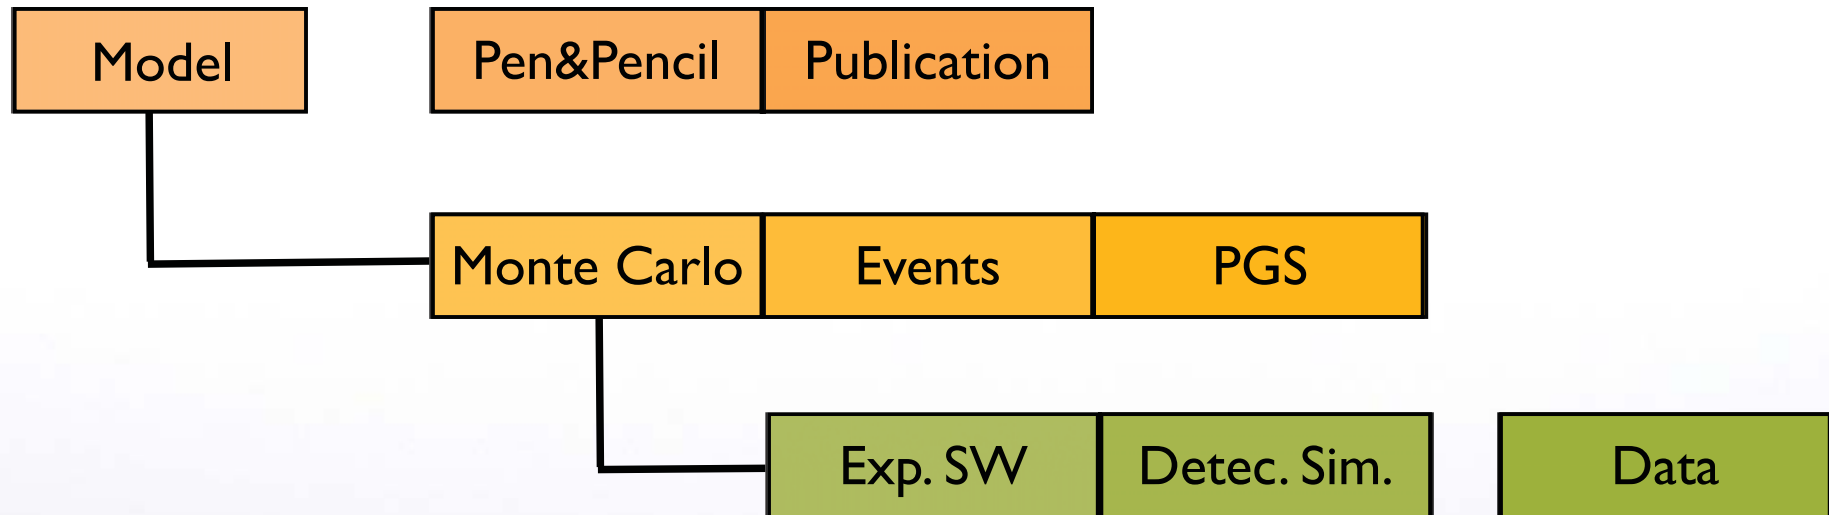 Model
Pen&Pencil
Publication
Monte Carlo
Events
PGS
Exp. SW
Detec. Sim.
Data